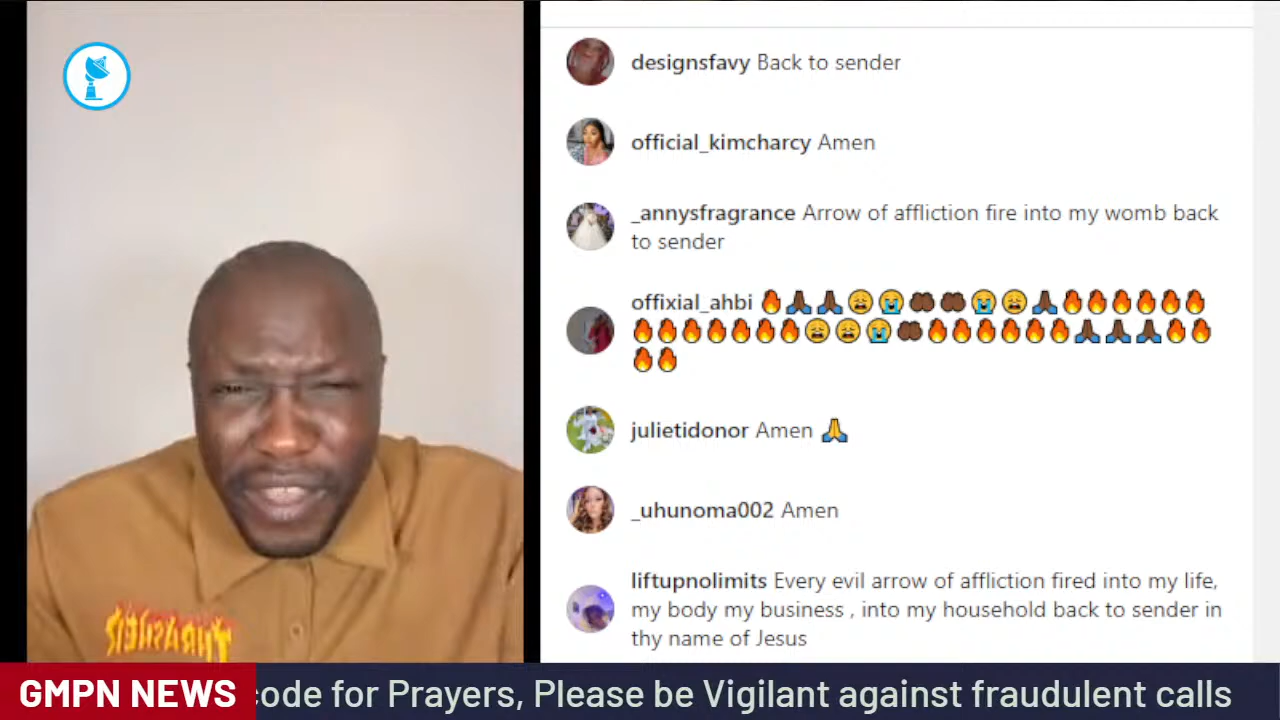 designsfavy Back to sender
official_kimcharcy Amen
_annysfragrance Arrow of affliction fire into my womb back
to sender
offixial_ahbi 🔥🙏🏿🙏🏿😩😭🤲🏿🤲🏿😭😩🙏🏿🔥🔥🔥🔥🔥🔥
🔥🔥🔥🔥🔥🔥🔥😩😩😭🤲🏿🔥🔥🔥🔥🔥🔥🙏🏿🙏🏿🙏🏿🔥🔥
🔥🔥
julietidonor Amen 🙏
_uhunoma002 Amen
liftupnolimits Every evil arrow of affliction fired into my life,
my body my business , into my household back to sender in
thy name of Jesus
THRASHER
GMPN NEWS code for Prayers, Please be Vigilant against fraudulent calls